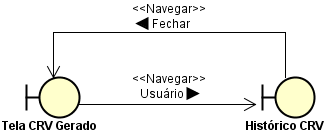 <<Navegar>>
◀ Fechar
<<Navegar>>
Usuário ▶
Tela CRV Gerado
Histórico CRV